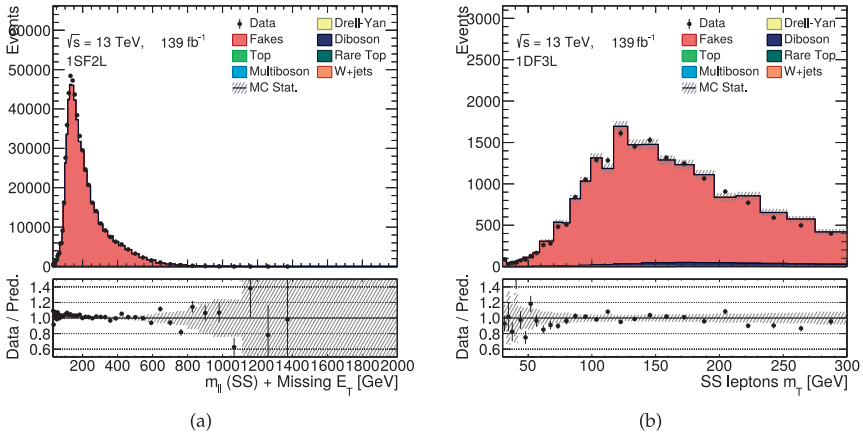 Events
√s = 13 TeV, 139 fb⁻¹
1SF2L
Data
Fakes
Top
Multiboson
MC Stat.
Drell-Yan
Diboson
Rare Top
W+jets
60000
50000
40000
30000
20000
10000
0
Data / Pred.
1.4
1.2
1.0
0.8
0.6
200 400 600 800 1000 1200 1400 1600 1800 2000
m_ll (SS) + Missing E_T [GeV]
(a)
Events
√s = 13 TeV, 139 fb⁻¹
1DF3L
Data
Fakes
Top
Multiboson
MC Stat.
Drell-Yan
Diboson
Rare Top
W+jets
3000
2500
2000
1500
1000
500
0
Data / Pred.
1.4
1.2
1.0
0.8
0.6
50 100 150 200 250 300
SS leptons m_T [GeV]
(b)